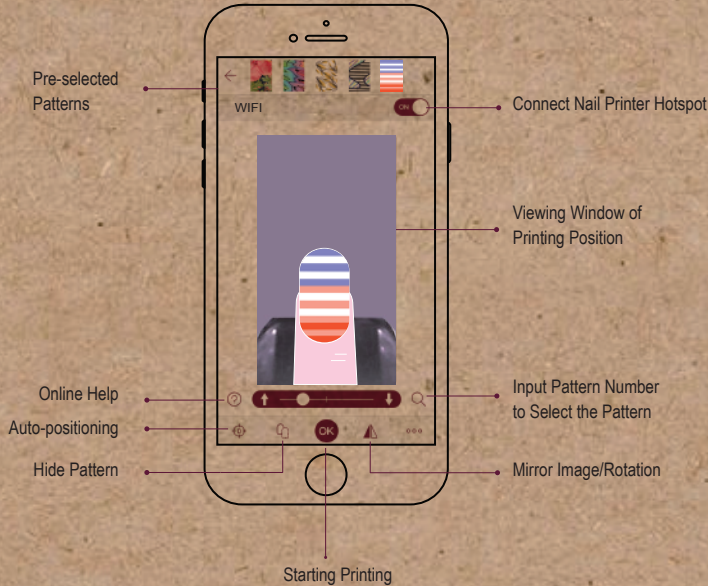 Pre-selected
Patterns
WIFI
ON
Connect Nail Printer Hotspot
Viewing Window of
Printing Position
Online Help
?
Input Pattern Number
to Select the Pattern
Auto-positioning
OK
Hide Pattern
Mirror Image/Rotation
Starting Printing